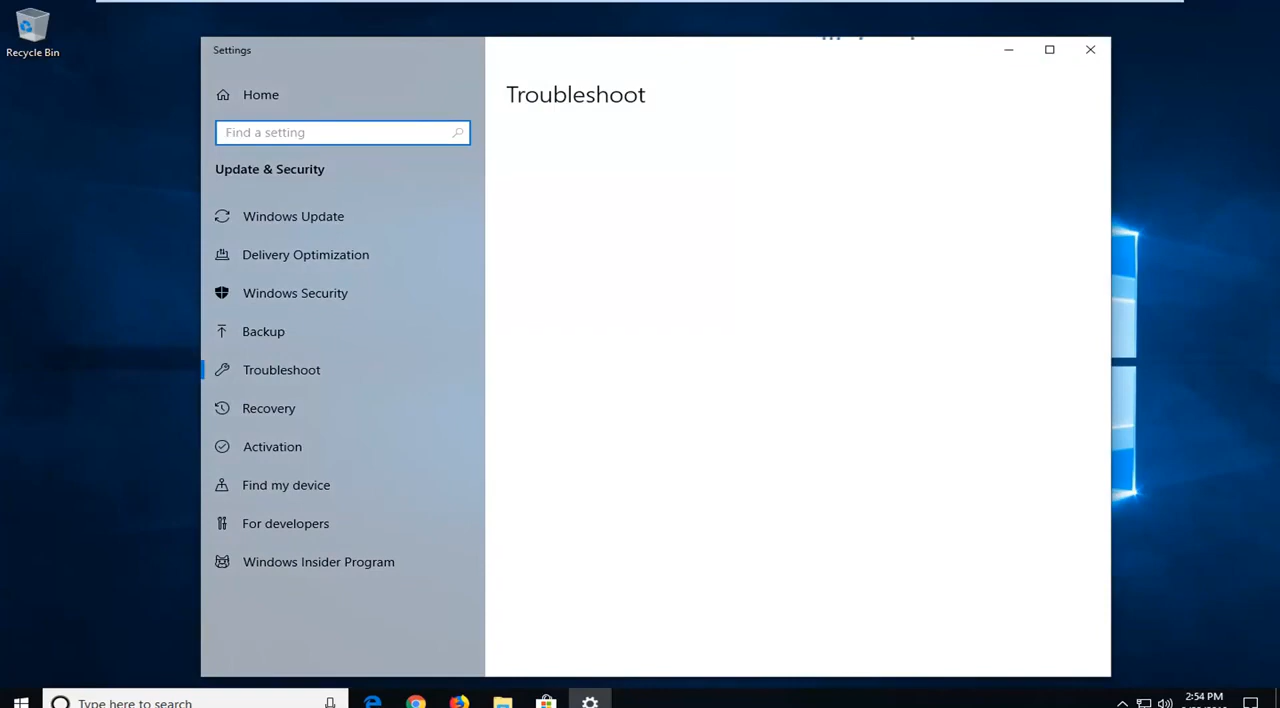 Recycle Bin
Settings
Home
Find a setting
Update & Security
Windows Update
Delivery Optimization
Windows Security
Backup
Troubleshoot
Recovery
Activation
Find my device
For developers
Windows Insider Program
Troubleshoot
Type here to search
2:54 PM